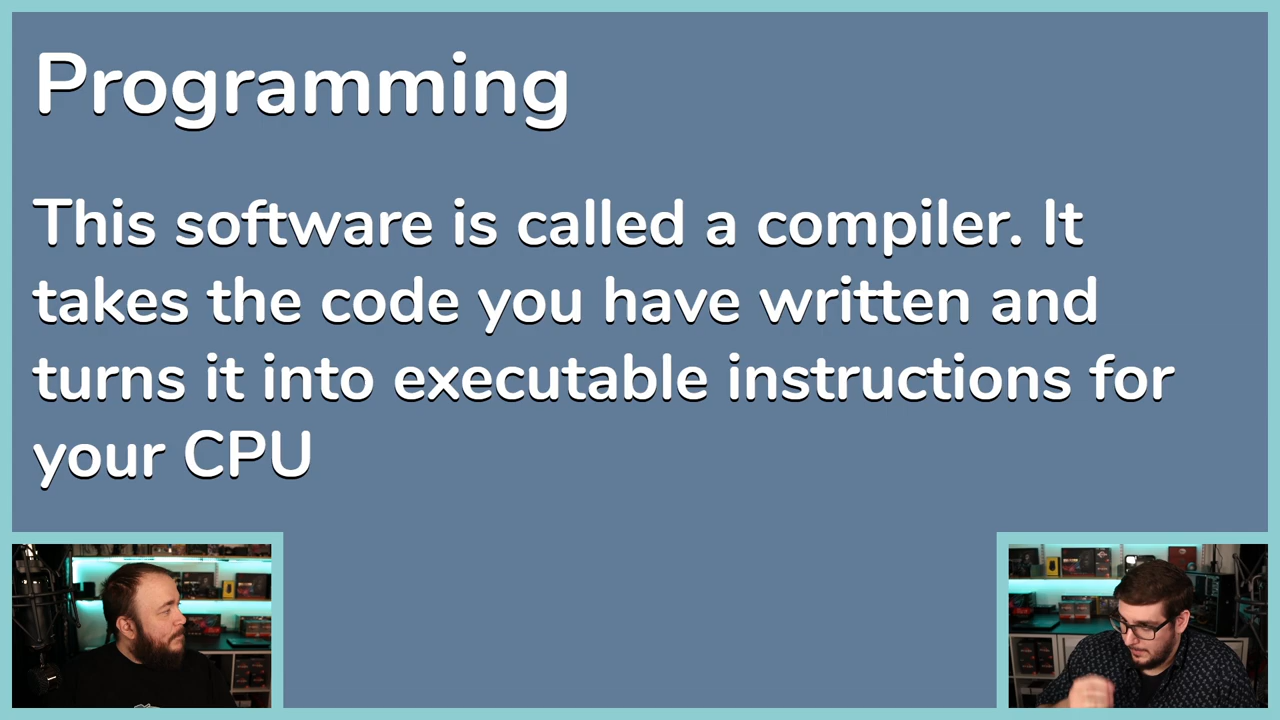 Programming
This software is called a compiler. It
takes the code you have written and
turns it into executable instructions for
your CPU